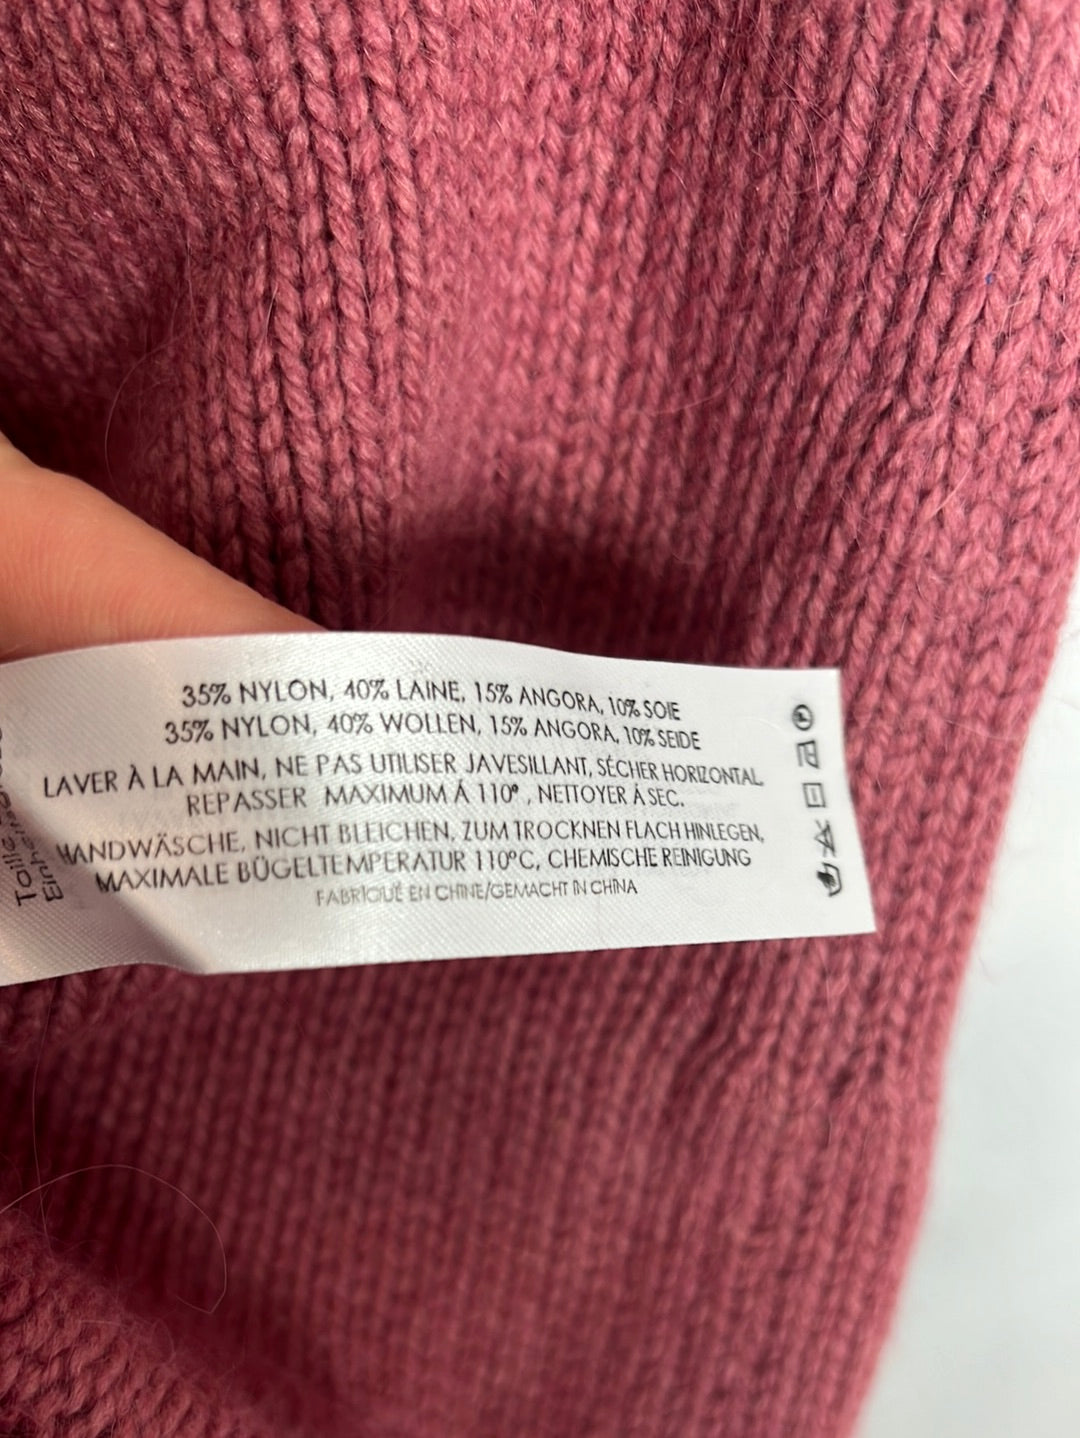 35% NYLON, 40% LAINE, 15% ANGORA, 10% SOIE
35% NYLON, 40% WOLLEN, 15% ANGORA, 10% SEIDE
LAVER À LA MAIN, NE PAS UTILISER JAVESILLANT, SÉCHER HORIZONTAL.
REPASSER MAXIMUM Á 110°, NETTOYER Á SEC.
HANDWÄSCHE, NICHT BLEICHEN, ZUM TROCKNEN FLACH HINLEGEN,
MAXIMALE BÜGELTEMPERATUR 110°C, CHEMISCHE REINIGUNG
FABRIQUÉ EN CHINE/GEMACHT IN CHINA
Taille